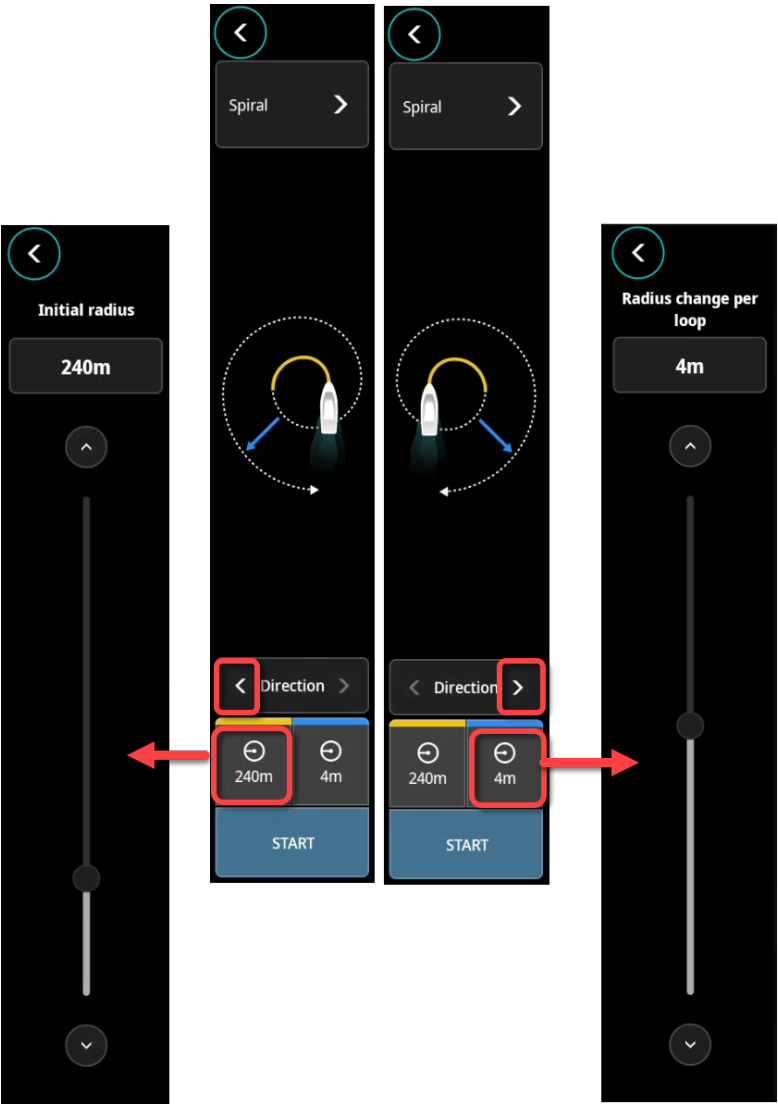 Initial radius
240m
Spiral
Direction
240m 4m
START
Spiral
Direction
240m 4m
START
Radius change per
loop
4m